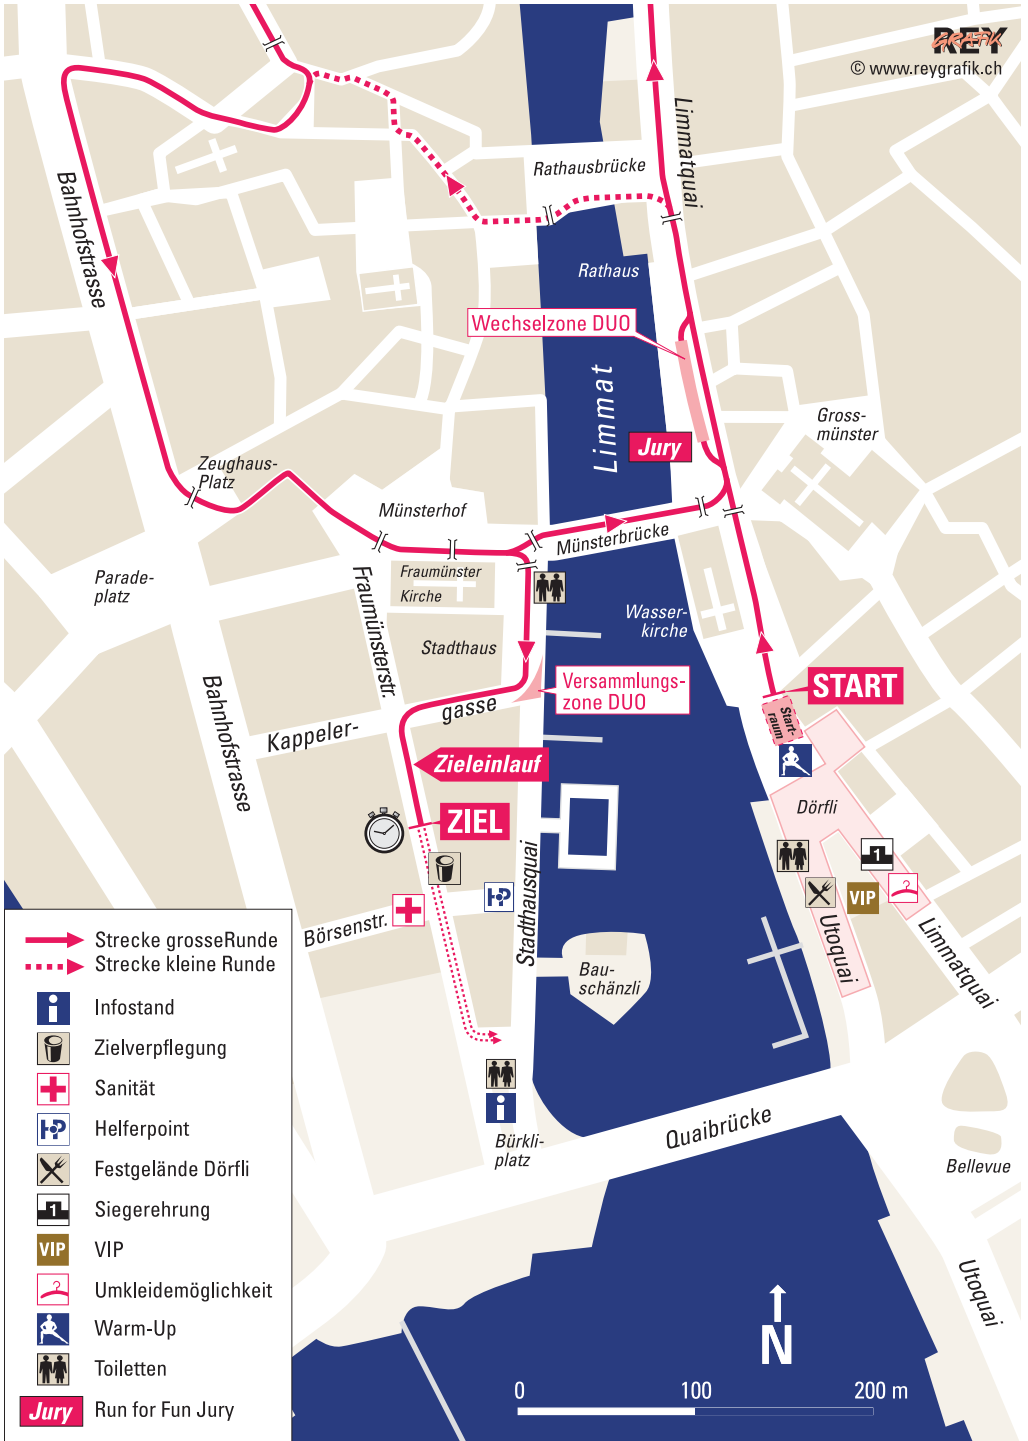 REY
GRAFIK
© www.reygrafik.ch
Limmatquai
Rathausbrücke
Bahnhofstrasse
Rathaus
Wechselzone DUO
Limmat
Gross-
münster
Jury
Zeughaus-
Platz
Münsterhof
Münsterbrücke
Parade-
platz
Fraumünsterstr.
Fraumünster
Kirche
Wasser-
kirche
Stadthaus
START
Versammlungs-
zone DUO
Start-
raum
Bahnhofstrasse
Kappeler-
gasse
Zieleinlauf
Dörfli
ZIEL
Stadthausquai
1
VIP
HP
Börsenstr.
Utoquai
Limmatquai
Bau-
schänzli
Strecke grosseRunde
Strecke kleine Runde
i
Infostand
Zielverpflegung
Sanität
HP
Helferpoint
Festgelände Dörfli
1
Siegerehrung
VIP
VIP
Umkleidemöglichkeit
Warm-Up
Toiletten
Jury
Run for Fun Jury
i
Bürkli-
platz
Quaibrücke
Bellevue
Utoquai
N
0 100 200 m